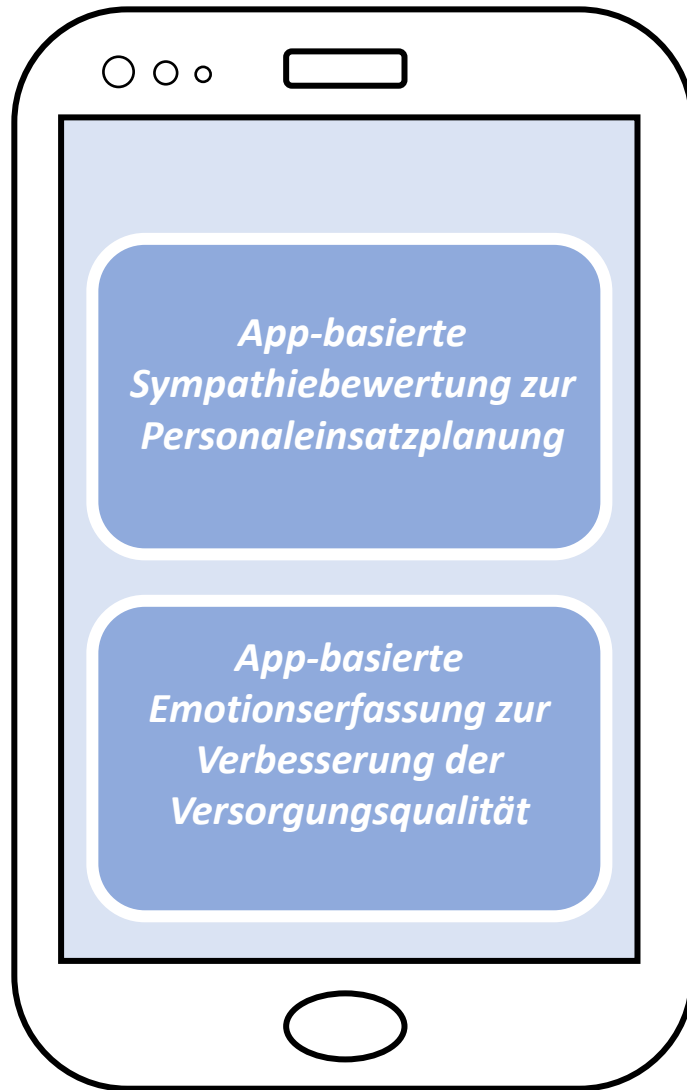 App-basierte
Sympathiebewertung zur
Personaleinsatzplanung
App-basierte
Emotionserfassung zur
Verbesserung der
Versorgungsqualität